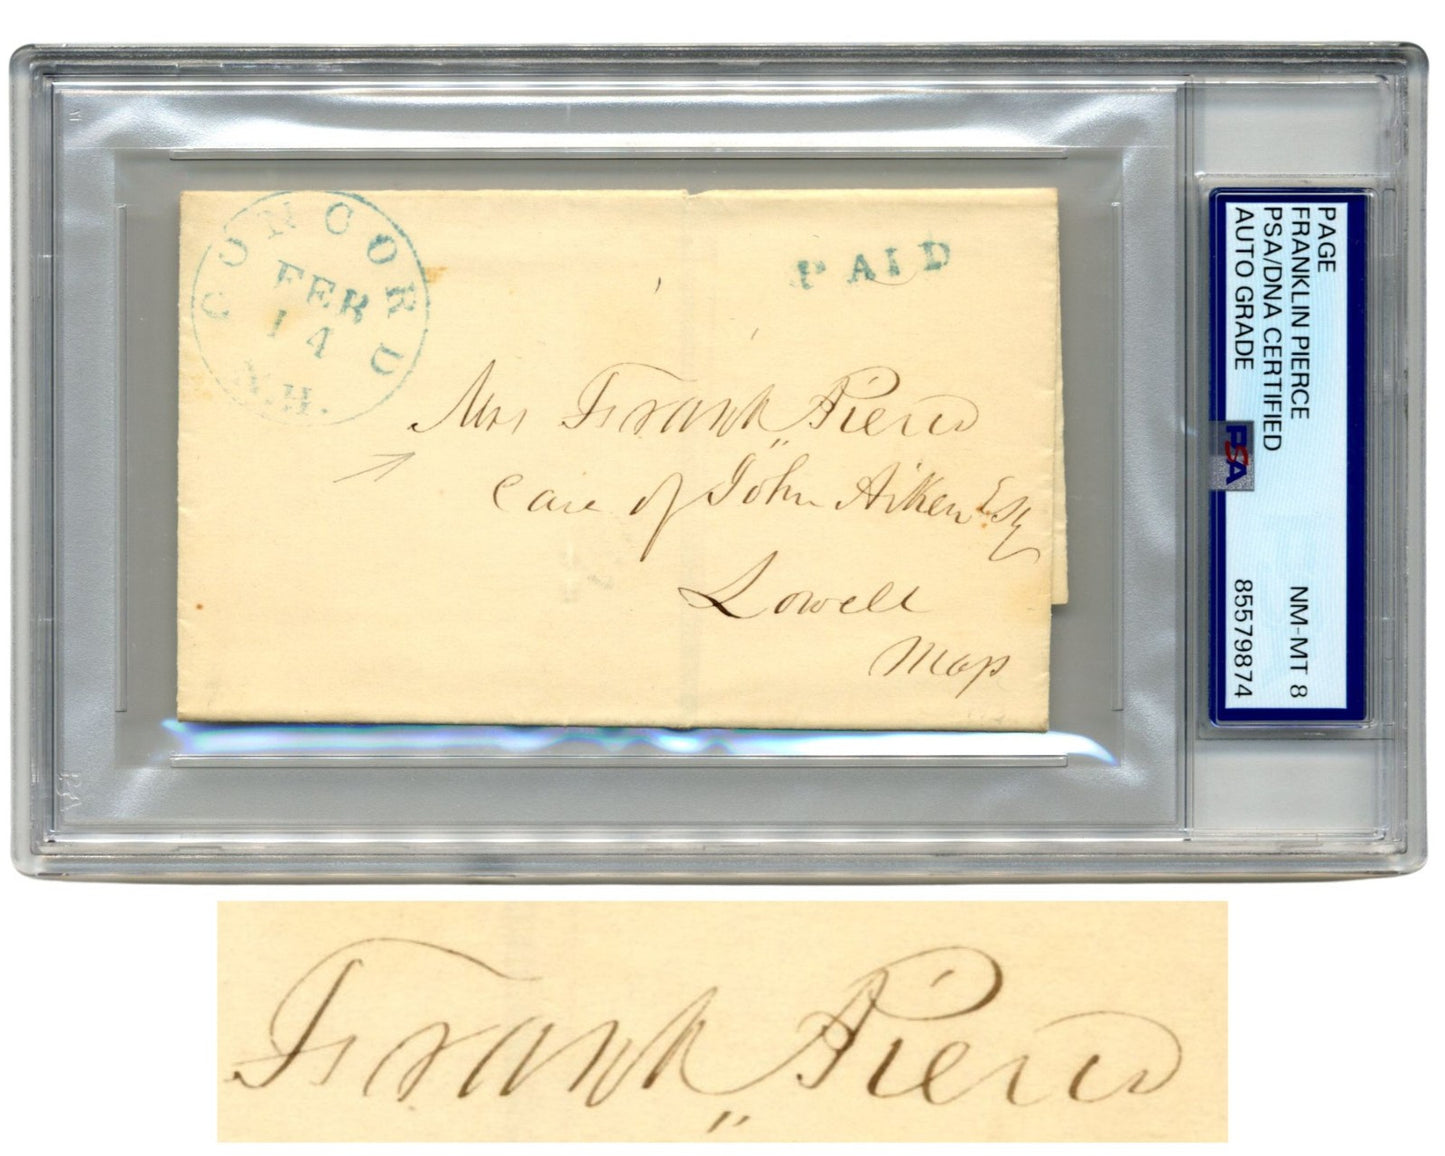 CONCORD
FEB
14
N.H.
PAID
Mrs Frank Pierce
Care of John Aiken Esq
Lowell
Mass
PAGE
FRANKLIN PIERCE
PSA/DNA CERTIFIED
AUTO GRADE
NM-MT 8
85579874
PSA
PSA
Frank Pierce